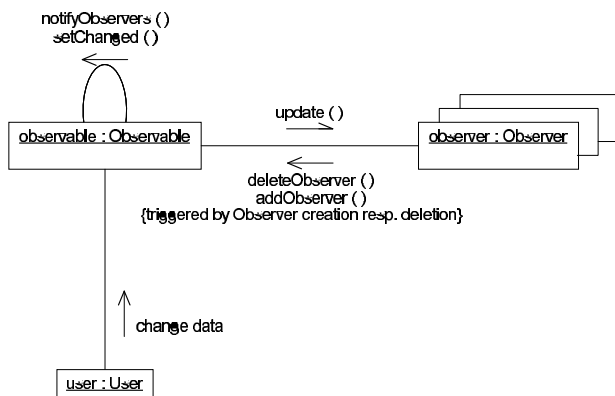 notifyObservers ()
setChanged ()
update ()
observable : Observable
observer : Observer
deleteObserver ()
addObserver ()
{triggered by Observer creation resp. deletion}
change data
user : User